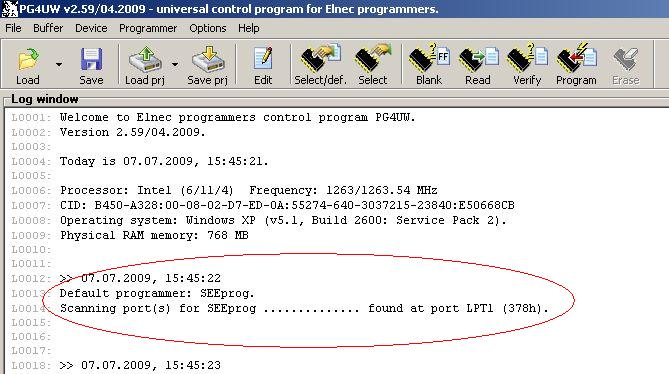 PG4UW v2.59/04.2009 - universal control program for Elnec programmers.
File Buffer Device Programmer Options Help
Load Save Load prj Save prj Edit Select/def. Select Blank Read Verify Program Erase
FF
Log window
L0001: Welcome to Elnec programmers control program PG4UW.
L0002: Version 2.59/04.2009.
L0003:
L0004: Today is 07.07.2009, 15:45:21.
L0005:
L0006: Processor: Intel (6/11/4) Frequency: 1263/1263.54 MHz
L0007: CID: B450-A328:00-08-02-D7-ED-0A:55274-640-3037215-23840:E50668CB
L0008: Operating system: Windows XP (v5.1, Build 2600: Service Pack 2).
L0009: Physical RAM memory: 768 MB
L0010:
L0011:
L0012: >> 07.07.2009, 15:45:22
L0013: Default programmer: SEEprog.
L0014: Scanning port(s) for SEEprog .............. found at port LPT1 (378h).
L0015:
L0016:
L0017:
L0018: >> 07.07.2009, 15:45:23